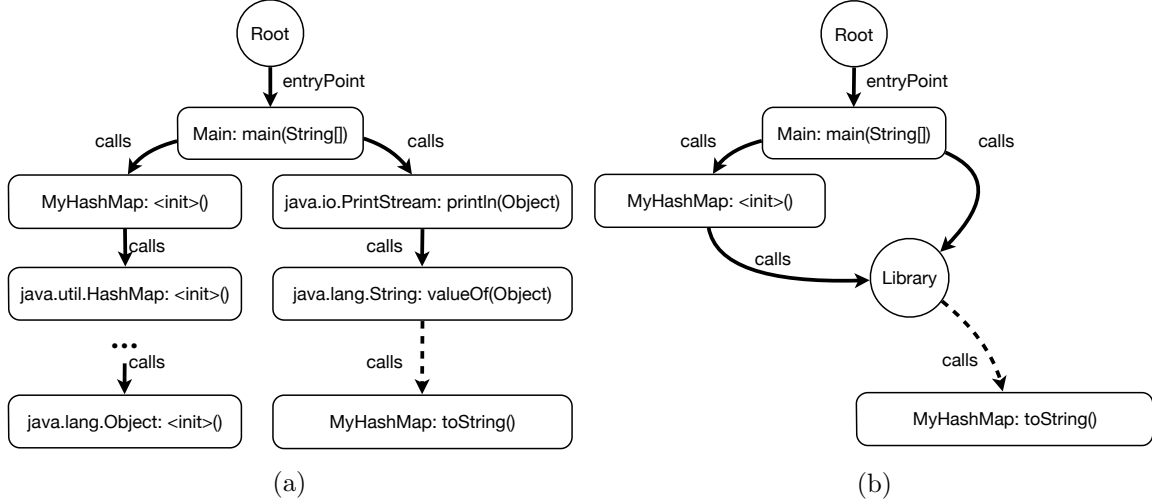 Root
entryPoint
Main: main(String[])
calls
calls
MyHashMap: <init>()
java.io.PrintStream: println(Object)
calls
calls
java.util.HashMap: <init>()
java.lang.String: valueOf(Object)
...
calls
calls
java.lang.Object: <init>()
MyHashMap: toString()
(a)
Root
entryPoint
Main: main(String[])
calls
calls
MyHashMap: <init>()
calls
Library
calls
MyHashMap: toString()
(b)